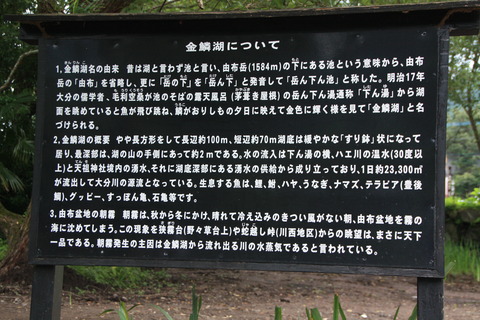 金鱗湖について
1，金鱗湖名の由来　昔は湖と言わず池と言い、由布岳(1584m)の下にある池という意味から、由布
岳の「由布」を省略し、更に「岳の下」を「岳ん下」と発音して「岳ん下ん池」と称した。明治17年
大分の儒学者、毛利空桑が池のそばの露天風呂(茅葺き屋根)の岳ん下ん湯通称「下ん湯」から湖
面を眺めていると魚が飛び跳ね、鱗がおりしもの夕日に映えて金色に輝く様を見て「金鱗湖」と名
づけられる。
2，金鱗湖の概要　やや長方形をして長辺約100m、短辺約70m湖底は緩やかな「すり鉢」状になって
居り、最深部は、湖の山の手側にあって約2mである。水の流入は下ん湯の横、ハエ川の温水(30度以
上)と天祖神社境内の湧水、それに湖底深部にある湧水の供給から成り立っており、1日約23,300㎥
が流出して大分川の源流となっている。生息する魚は、鯉、鮒、ハヤ、うなぎ、ナマズ、テラピア(豊後
鯛)、グッピー、すっぽん亀、石亀等です。
3，由布盆地の朝霧　朝霧は、秋から冬にかけ、晴れて冷え込みのきつい風がない朝、由布盆地を霧の
海に沈めてしまう。この現象を狭霧台(野々草台上)や蛇越し峠(川西地区)からの眺望は、まさに天下
一品である。朝霧発生の主因は金鱗湖から流れ出る川の水蒸気であると言われている。